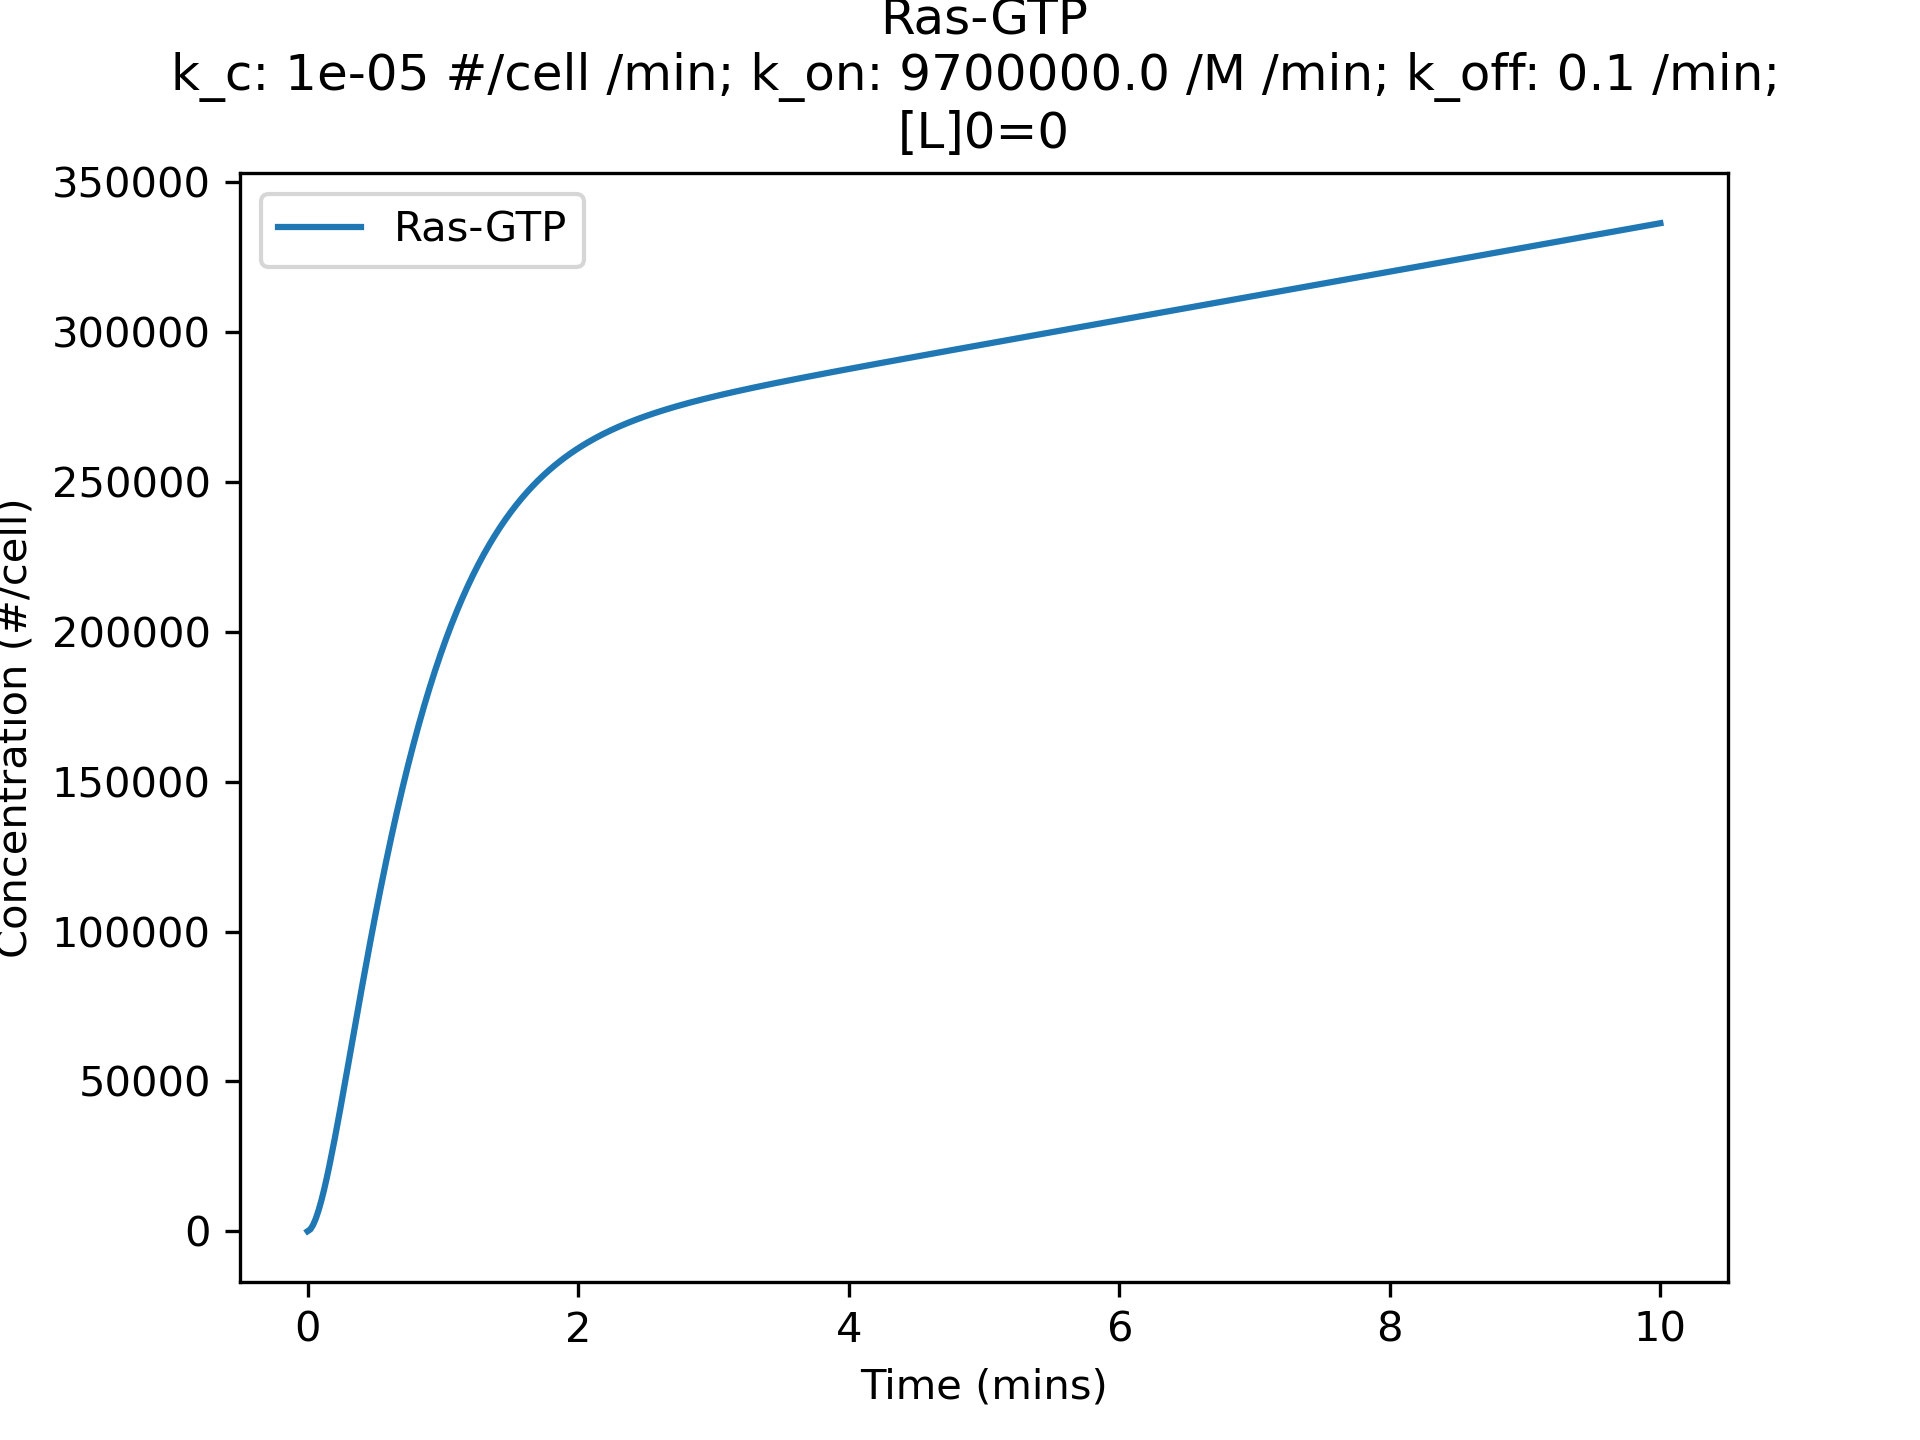 Ras-GTP
k_c: 1e-05 #/cell /min; k_on: 9700000.0 /M /min; k_off: 0.1 /min;
[L]0=0
350000
Ras-GTP
300000
250000
200000
150000
100000
50000
0
Concentration (#/cell)
0 2 4 6 8 10
Time (mins)